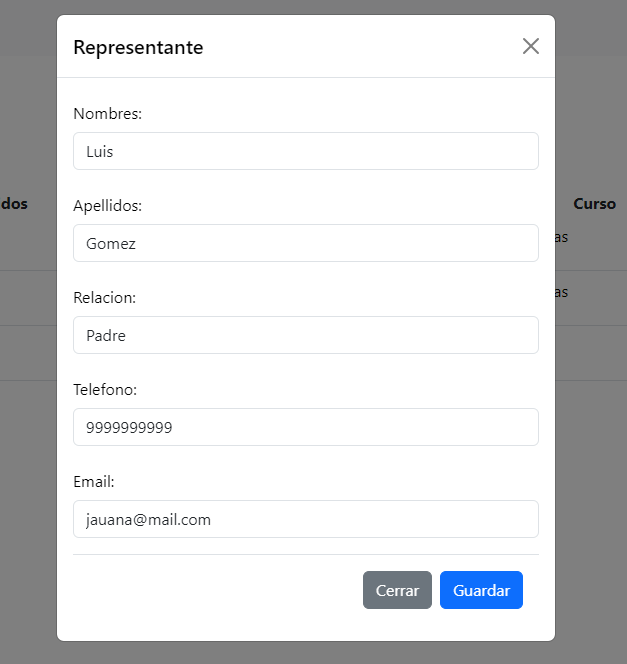 Representante
Nombres:
Luis
Apellidos:
dos
Curso
Gomez
as
Relacion:
as
Padre
Telefono:
9999999999
Email:
jauana@mail.com
Cerrar
Guardar